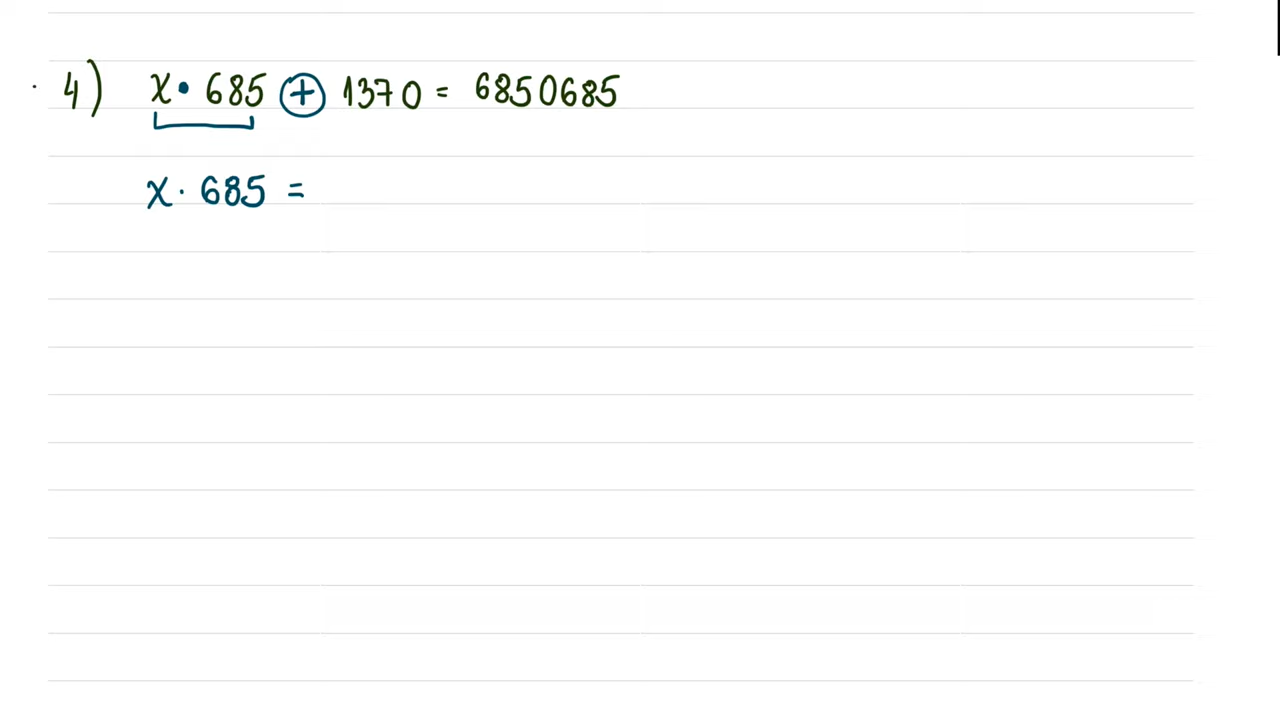 4) x • 685 + 1370 = 6850685
x · 685 =